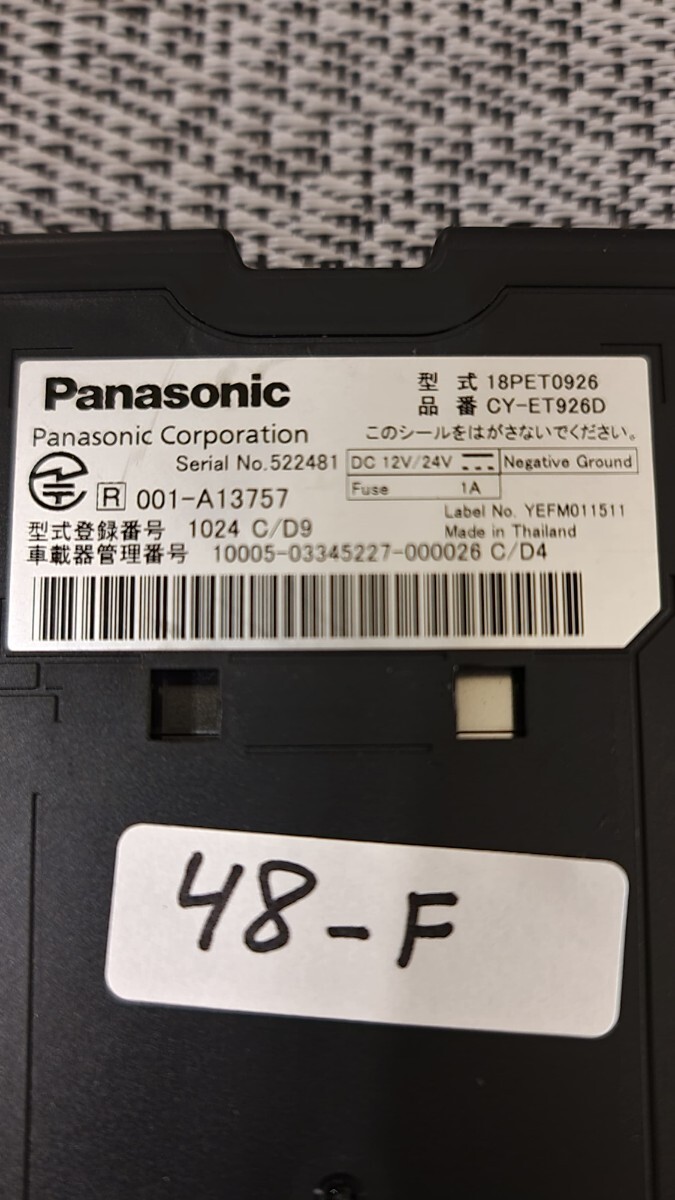 Panasonic
型 式 18PET0926
品 番 CY-ET926D
Panasonic Corporation
このシールをはがさないでください。
Serial No.522481
DC 12V/24V
Negative Ground
Fuse 1A
R 001-A13757
Label No. YEFM011511
型式登録番号 1024 C/D9
Made in Thailand
車載器管理番号 10005-03345227-000026 C/D4
48-F